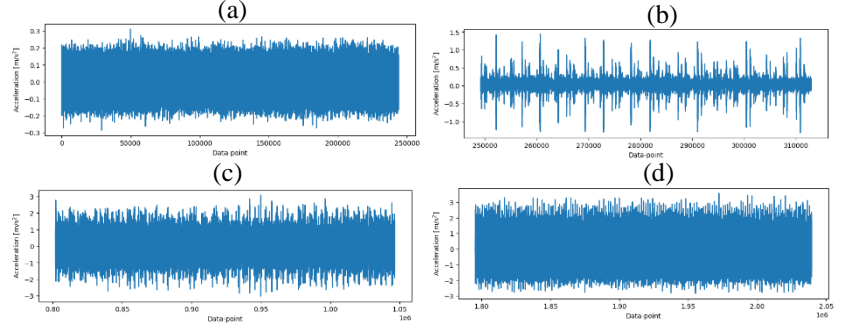 (a)
0.3
0.2
0.1
0.0
-0.1
-0.2
-0.3
Acceleration [m/s²]
0 50000 100000 150000 200000 250000
Data-point
(b)
1.5
1.0
0.5
0.0
-0.5
-1.0
Acceleration [m/s²]
250000 260000 270000 280000 290000 300000 310000
Data-point
(c)
3
2
1
0
-1
-2
-3
Acceleration [m/s²]
0.80 0.85 0.90 0.95 1.00 1.05
1e6
Data-point
(d)
3
2
1
0
-1
-2
-3
Acceleration [m/s²]
1.80 1.85 1.90 1.95 2.00 2.05
1e6
Data-point